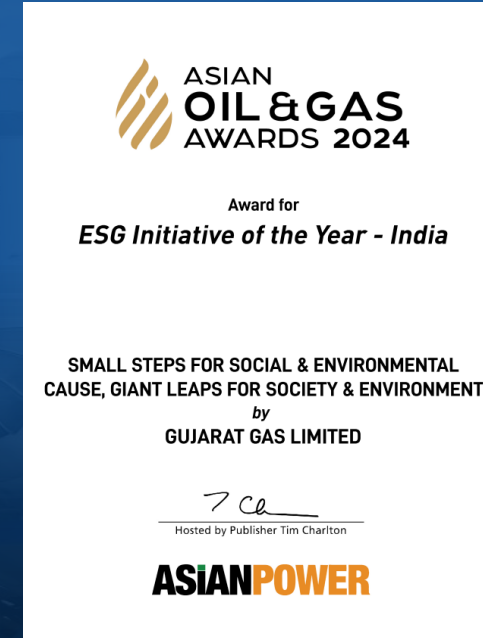 ASIAN
OIL & GAS
AWARDS 2024
Award for
ESG Initiative of the Year - India
SMALL STEPS FOR SOCIAL & ENVIRONMENTAL
CAUSE, GIANT LEAPS FOR SOCIETY & ENVIRONMENT
by
GUJARAT GAS LIMITED
Hosted by Publisher Tim Charlton
ASiANPOWER